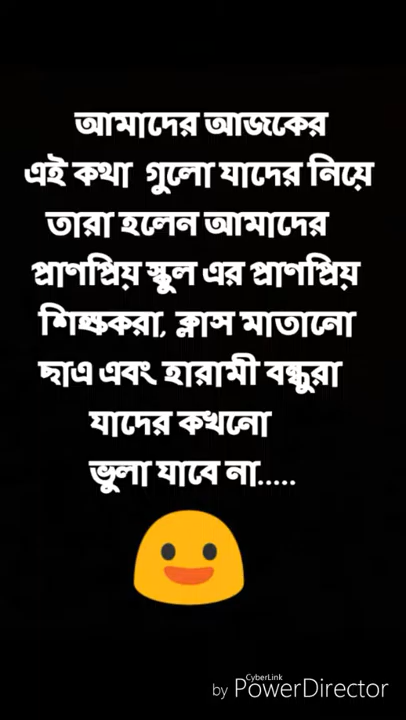 আমাদের আজকের
এই কথা গুলো যাদের নিয়ে
তারা হলেন আমাদের
প্রাণপ্রিয় স্কুল এর প্রাণপ্রিয়
শিক্ষকরা, ক্লাস মাতানো
ছাএ এবং হারামী বন্ধুরা
যাদের কখনো
ভুলা যাবে না.....
CyberLink
by PowerDirector